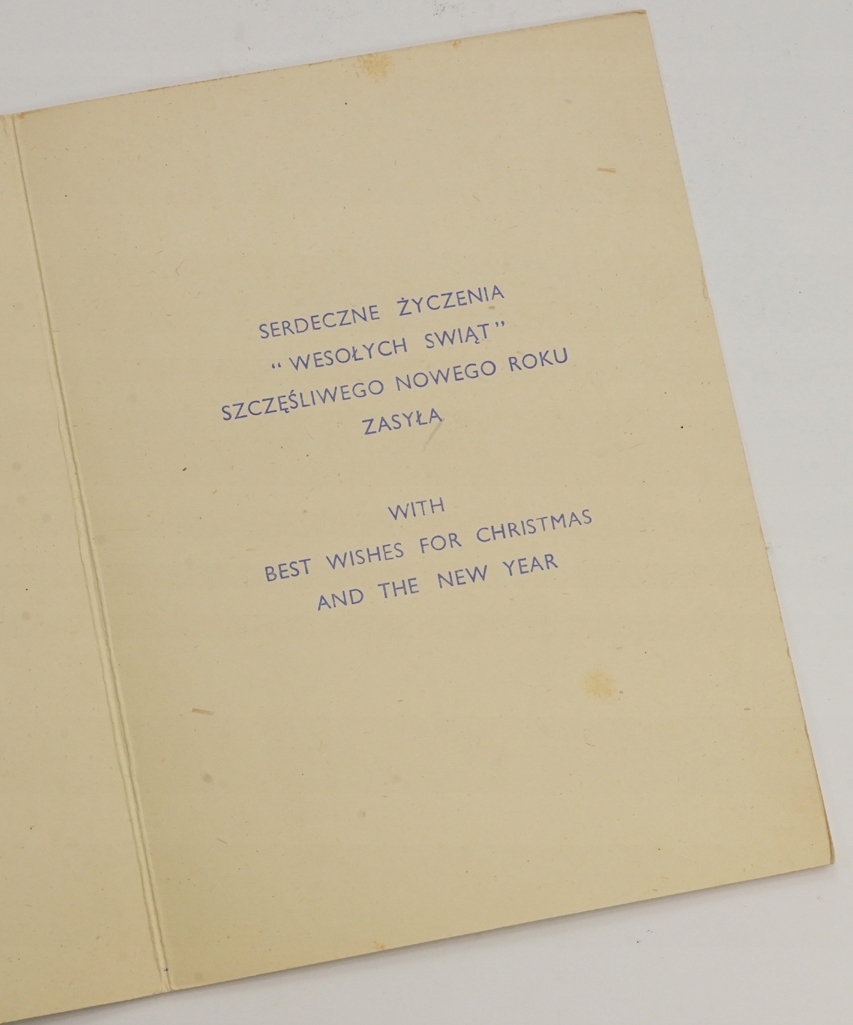 SERDECZNE ŻYCZENIA
“ WESOŁYCH SWIĄT ”
SZCZĘŚLIWEGO NOWEGO ROKU
ZASYŁA
WITH
BEST WISHES FOR CHRISTMAS
AND THE NEW YEAR